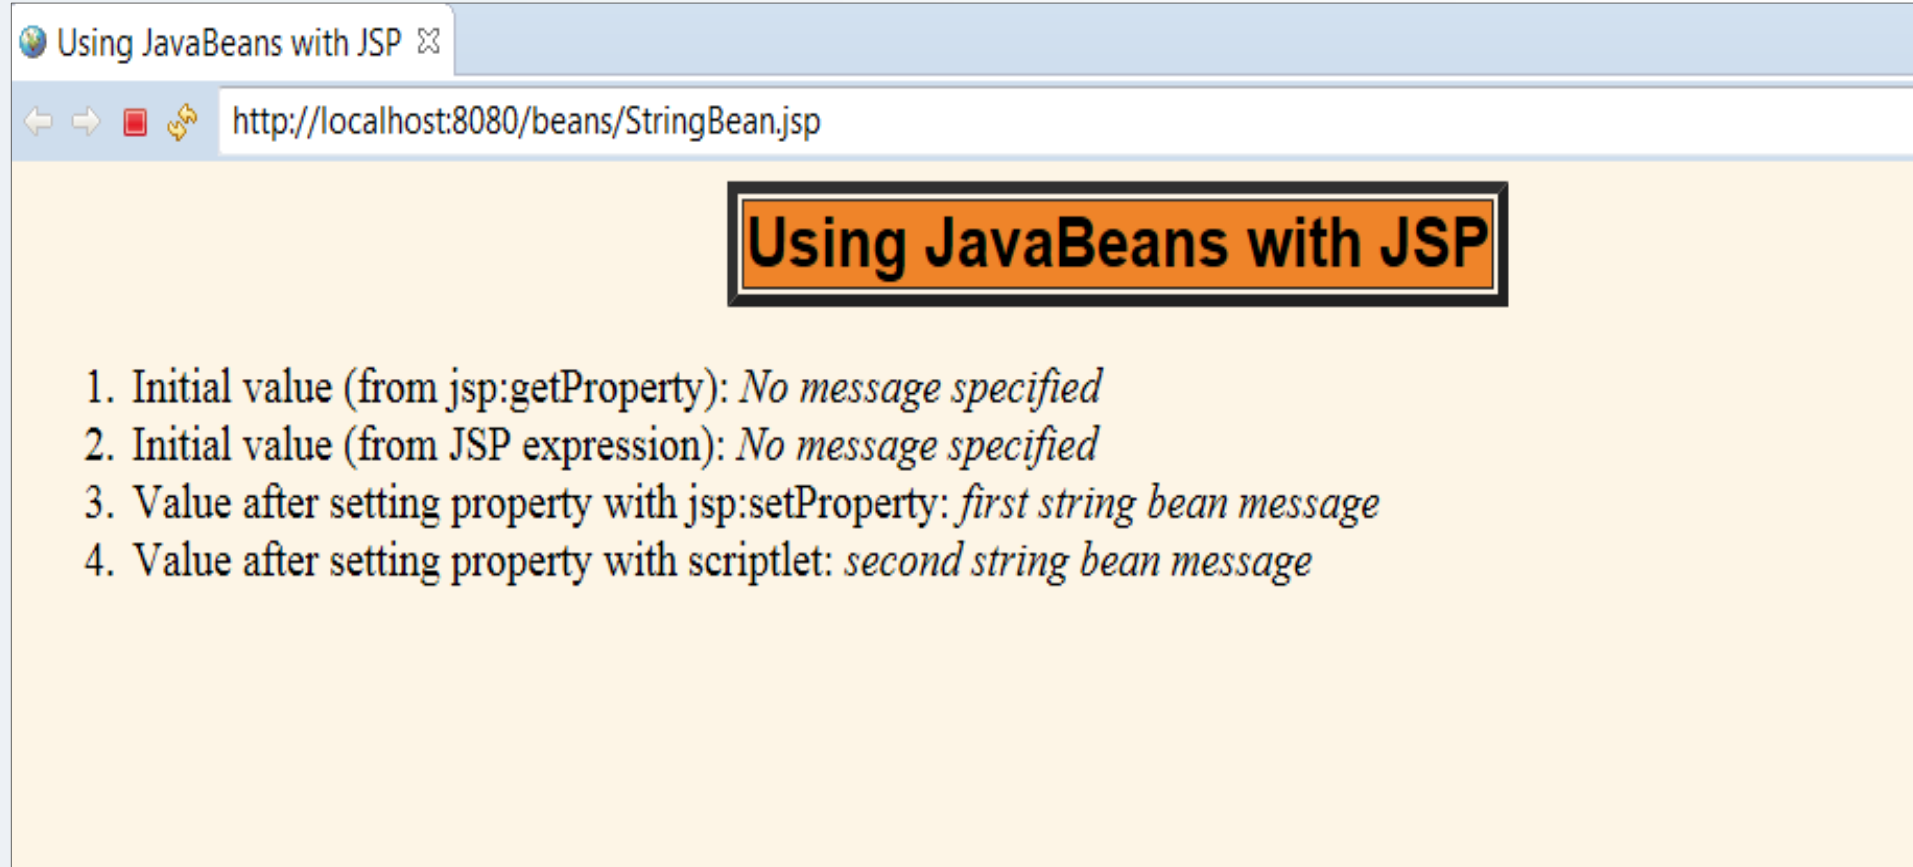 Using JavaBeans with JSP
http://localhost:8080/beans/StringBean.jsp
Using JavaBeans with JSP
1. Initial value (from jsp:getProperty): No message specified
2. Initial value (from JSP expression): No message specified
3. Value after setting property with jsp:setProperty: first string bean message
4. Value after setting property with scriptlet: second string bean message